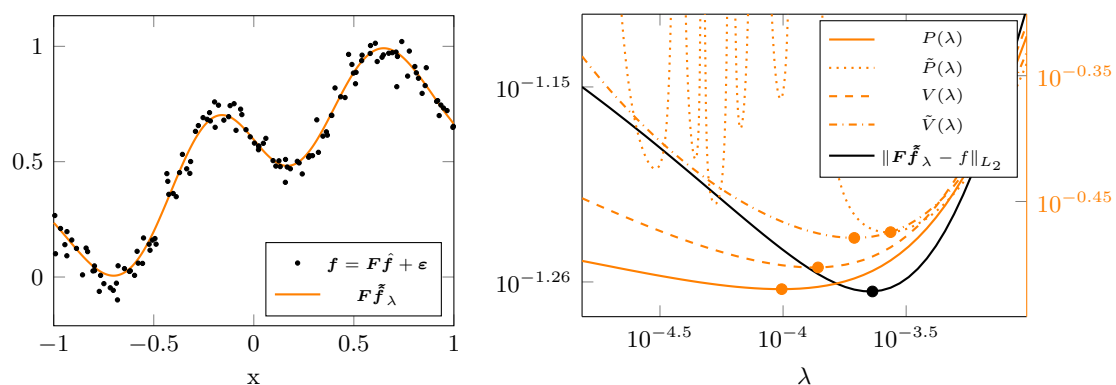 1
0.5
0
−1
−0.5
0
0.5
1
x
f = Ff̂ + ε
Ff̃̂_λ
10^{−1.15}
10^{−1.26}
10^{−4.5}
10^{−4}
10^{−3.5}
λ
10^{−0.35}
10^{−0.45}
P(λ)
P̃(λ)
V(λ)
Ṽ(λ)
‖Ff̃̂_λ − f‖_{L_2}